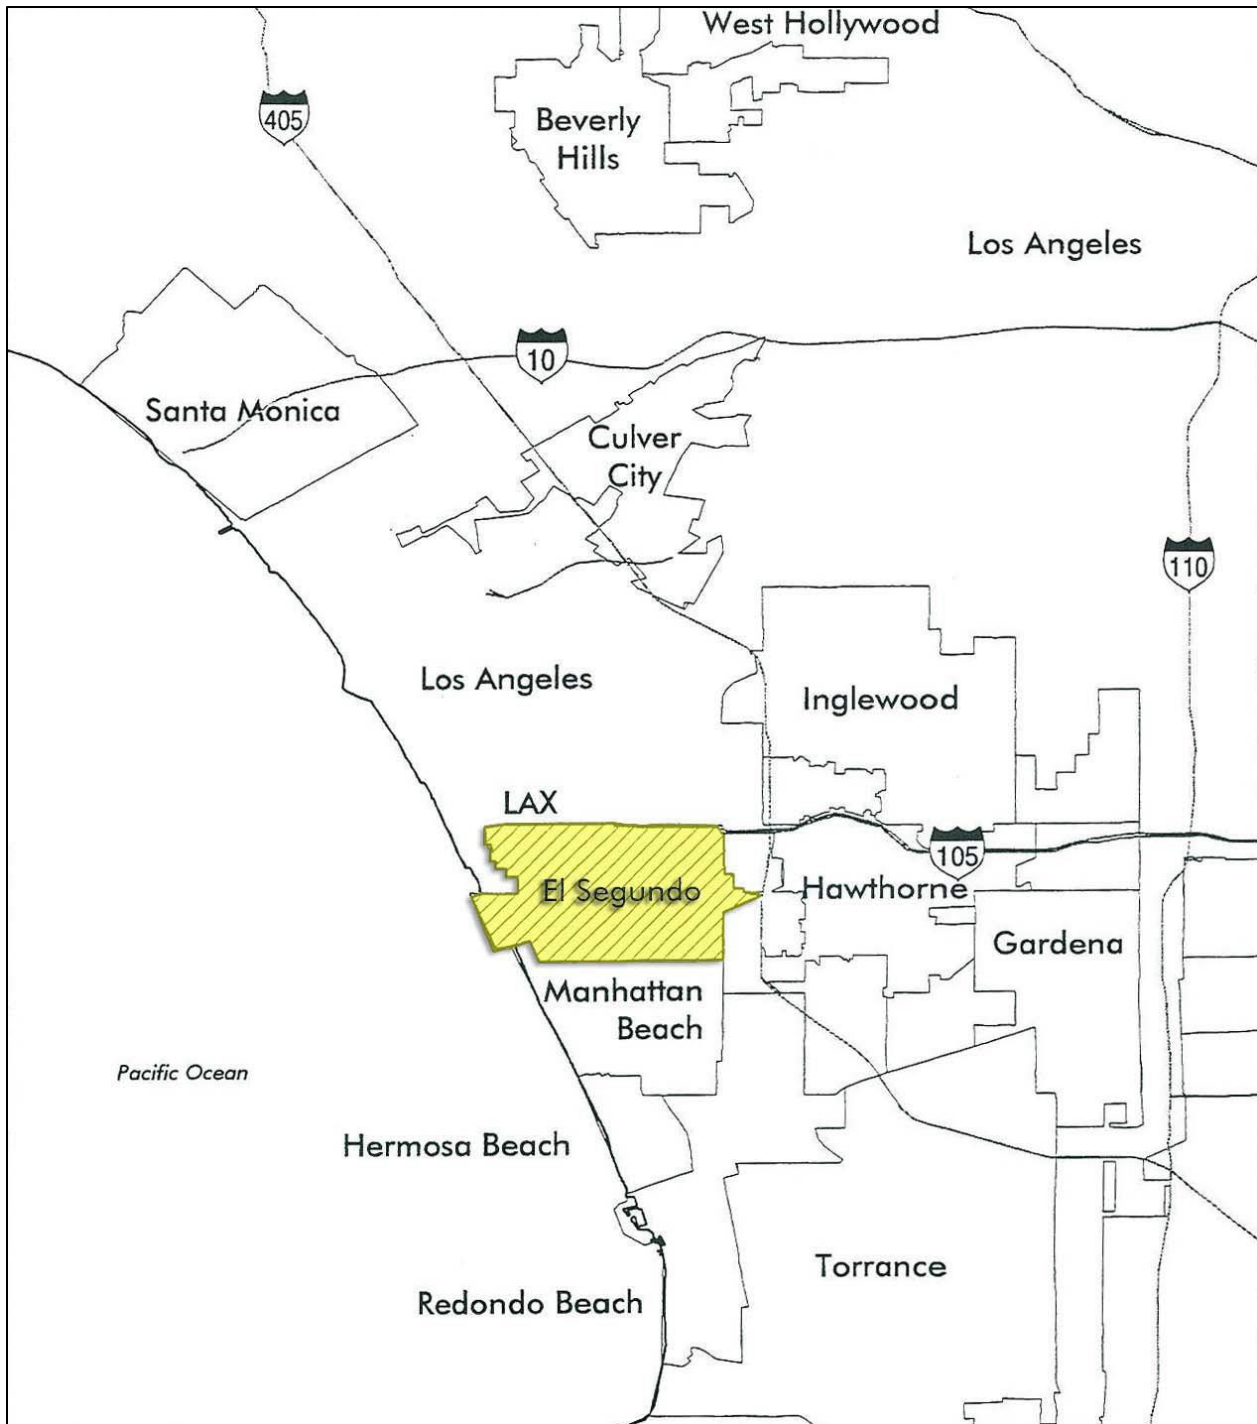 West Hollywood
405
Beverly
Hills
Los Angeles
10
Santa Monica
Culver
City
110
Los Angeles
Inglewood
LAX
105
El Segundo
Hawthorne
Gardena
Manhattan
Beach
Pacific Ocean
Hermosa Beach
Torrance
Redondo Beach